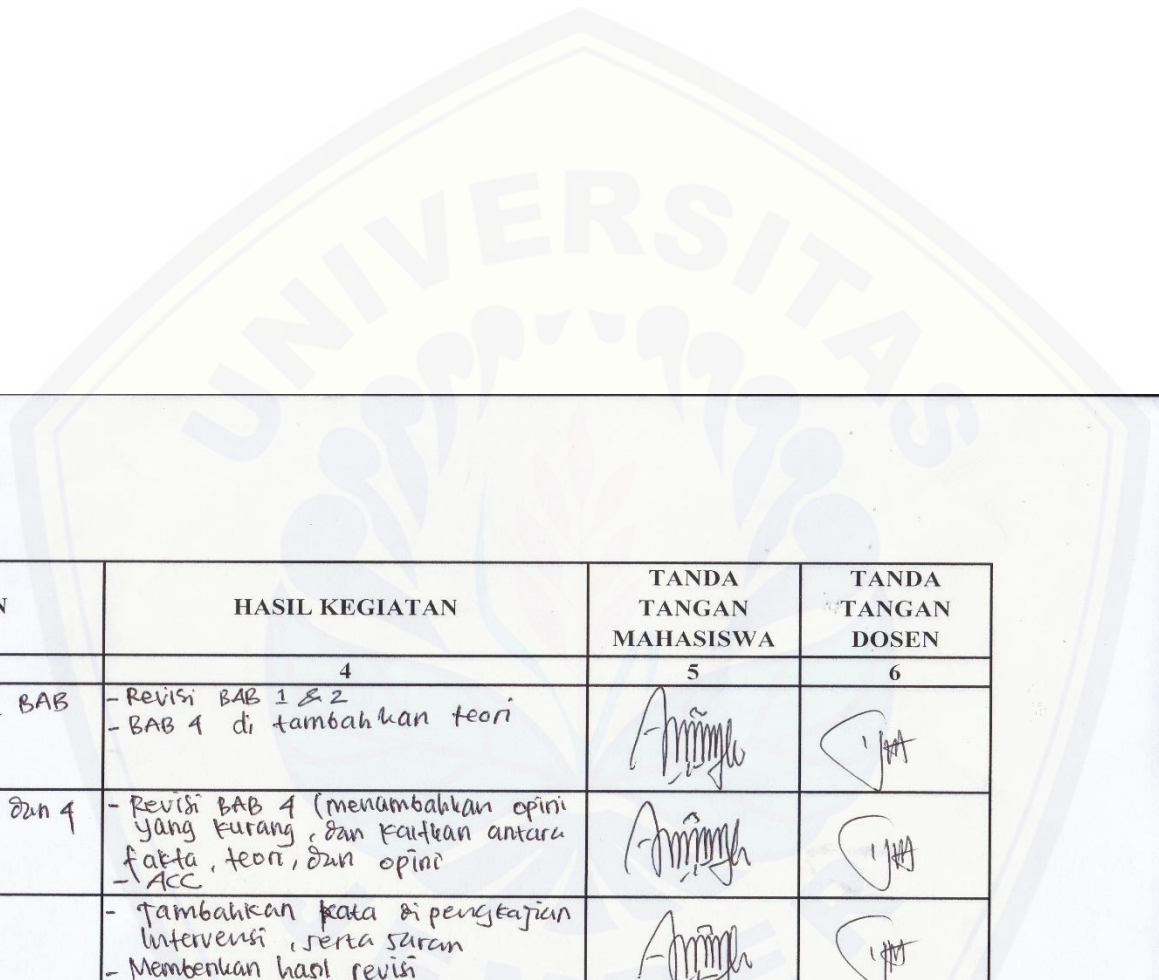 UNIVERSITAS
N
HASIL KEGIATAN
TANDA
TANGAN
MAHASISWA
TANDA
TANGAN
DOSEN
4
5
6
BAB
- Revisi BAB 1 & 2
- BAB 4 di tambahkan teori
dan 4
- Revisi BAB 4 (menambahkan opini
yang kurang, dan kaitkan antara
fakta, teori, dan opini
- ACC
- Tambahkan kata di pengkajian
Intervensi, serta saran
- Memberikan hasil revisi